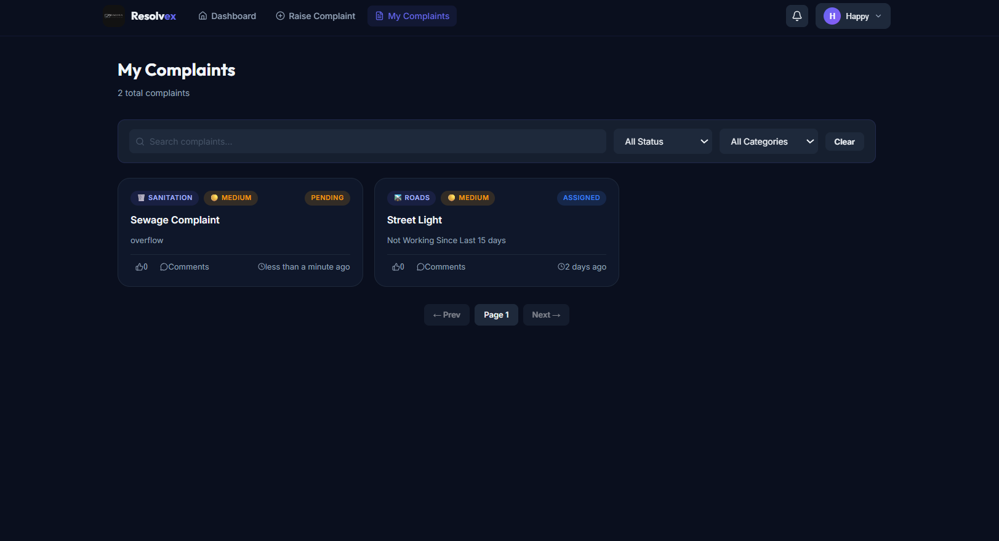 Resolvex Dashboard Raise Complaint My Complaints H Happy
My Complaints
2 total complaints
Search complaints... All Status All Categories Clear
SANITATION MEDIUM PENDING
Sewage Complaint
overflow
0 Comments less than a minute ago
ROADS MEDIUM ASSIGNED
Street Light
Not Working Since Last 15 days
0 Comments 2 days ago
← Prev Page 1 Next →